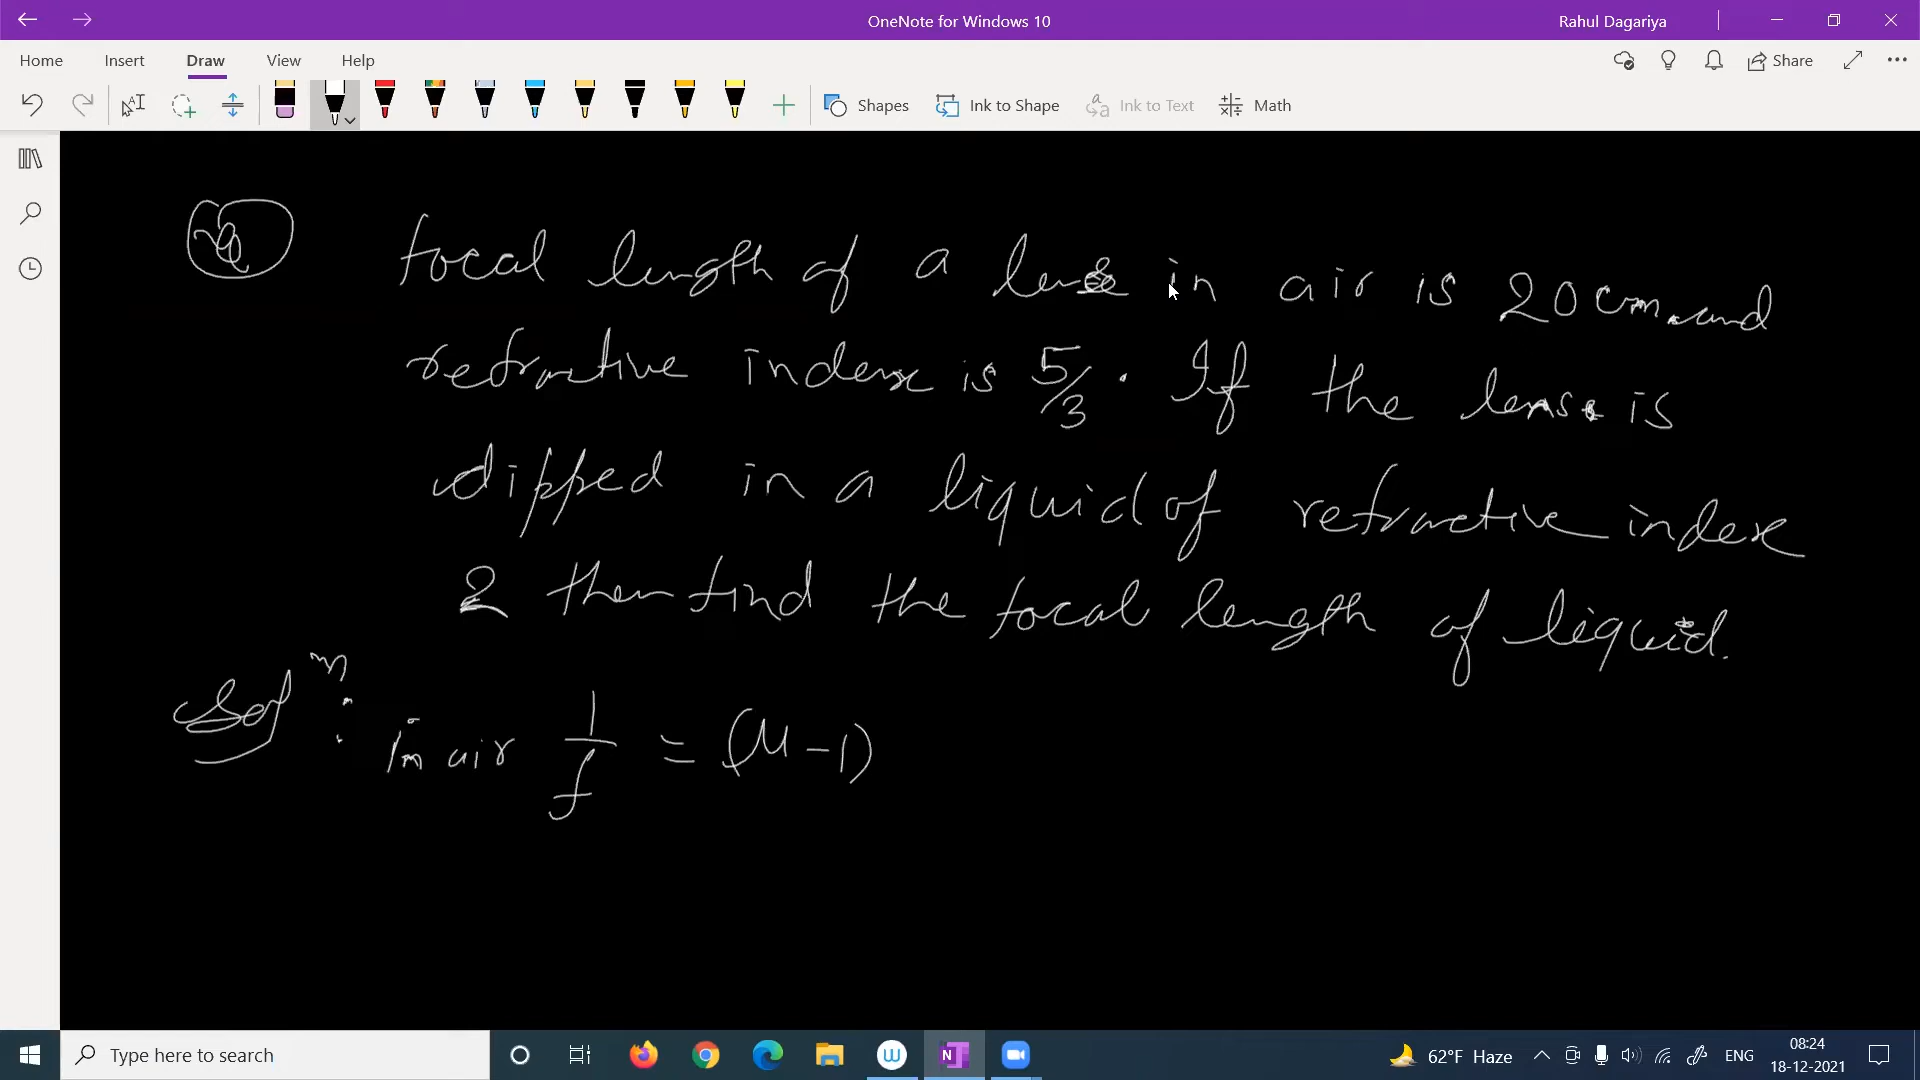 OneNote for Windows 10
Rahul Dagariya
Home Insert Draw View Help
Share
Shapes Ink to Shape Ink to Text Math
Q focal length of a lense in air is 20 cm. and
refractive index is 5/3. If the lense is
dipped in a liquid of refractive index
2 then find the focal length of liquid.
Solⁿ: In air 1/f = (μ-1)
Type here to search
62°F Haze
ENG
08:24
18-12-2021